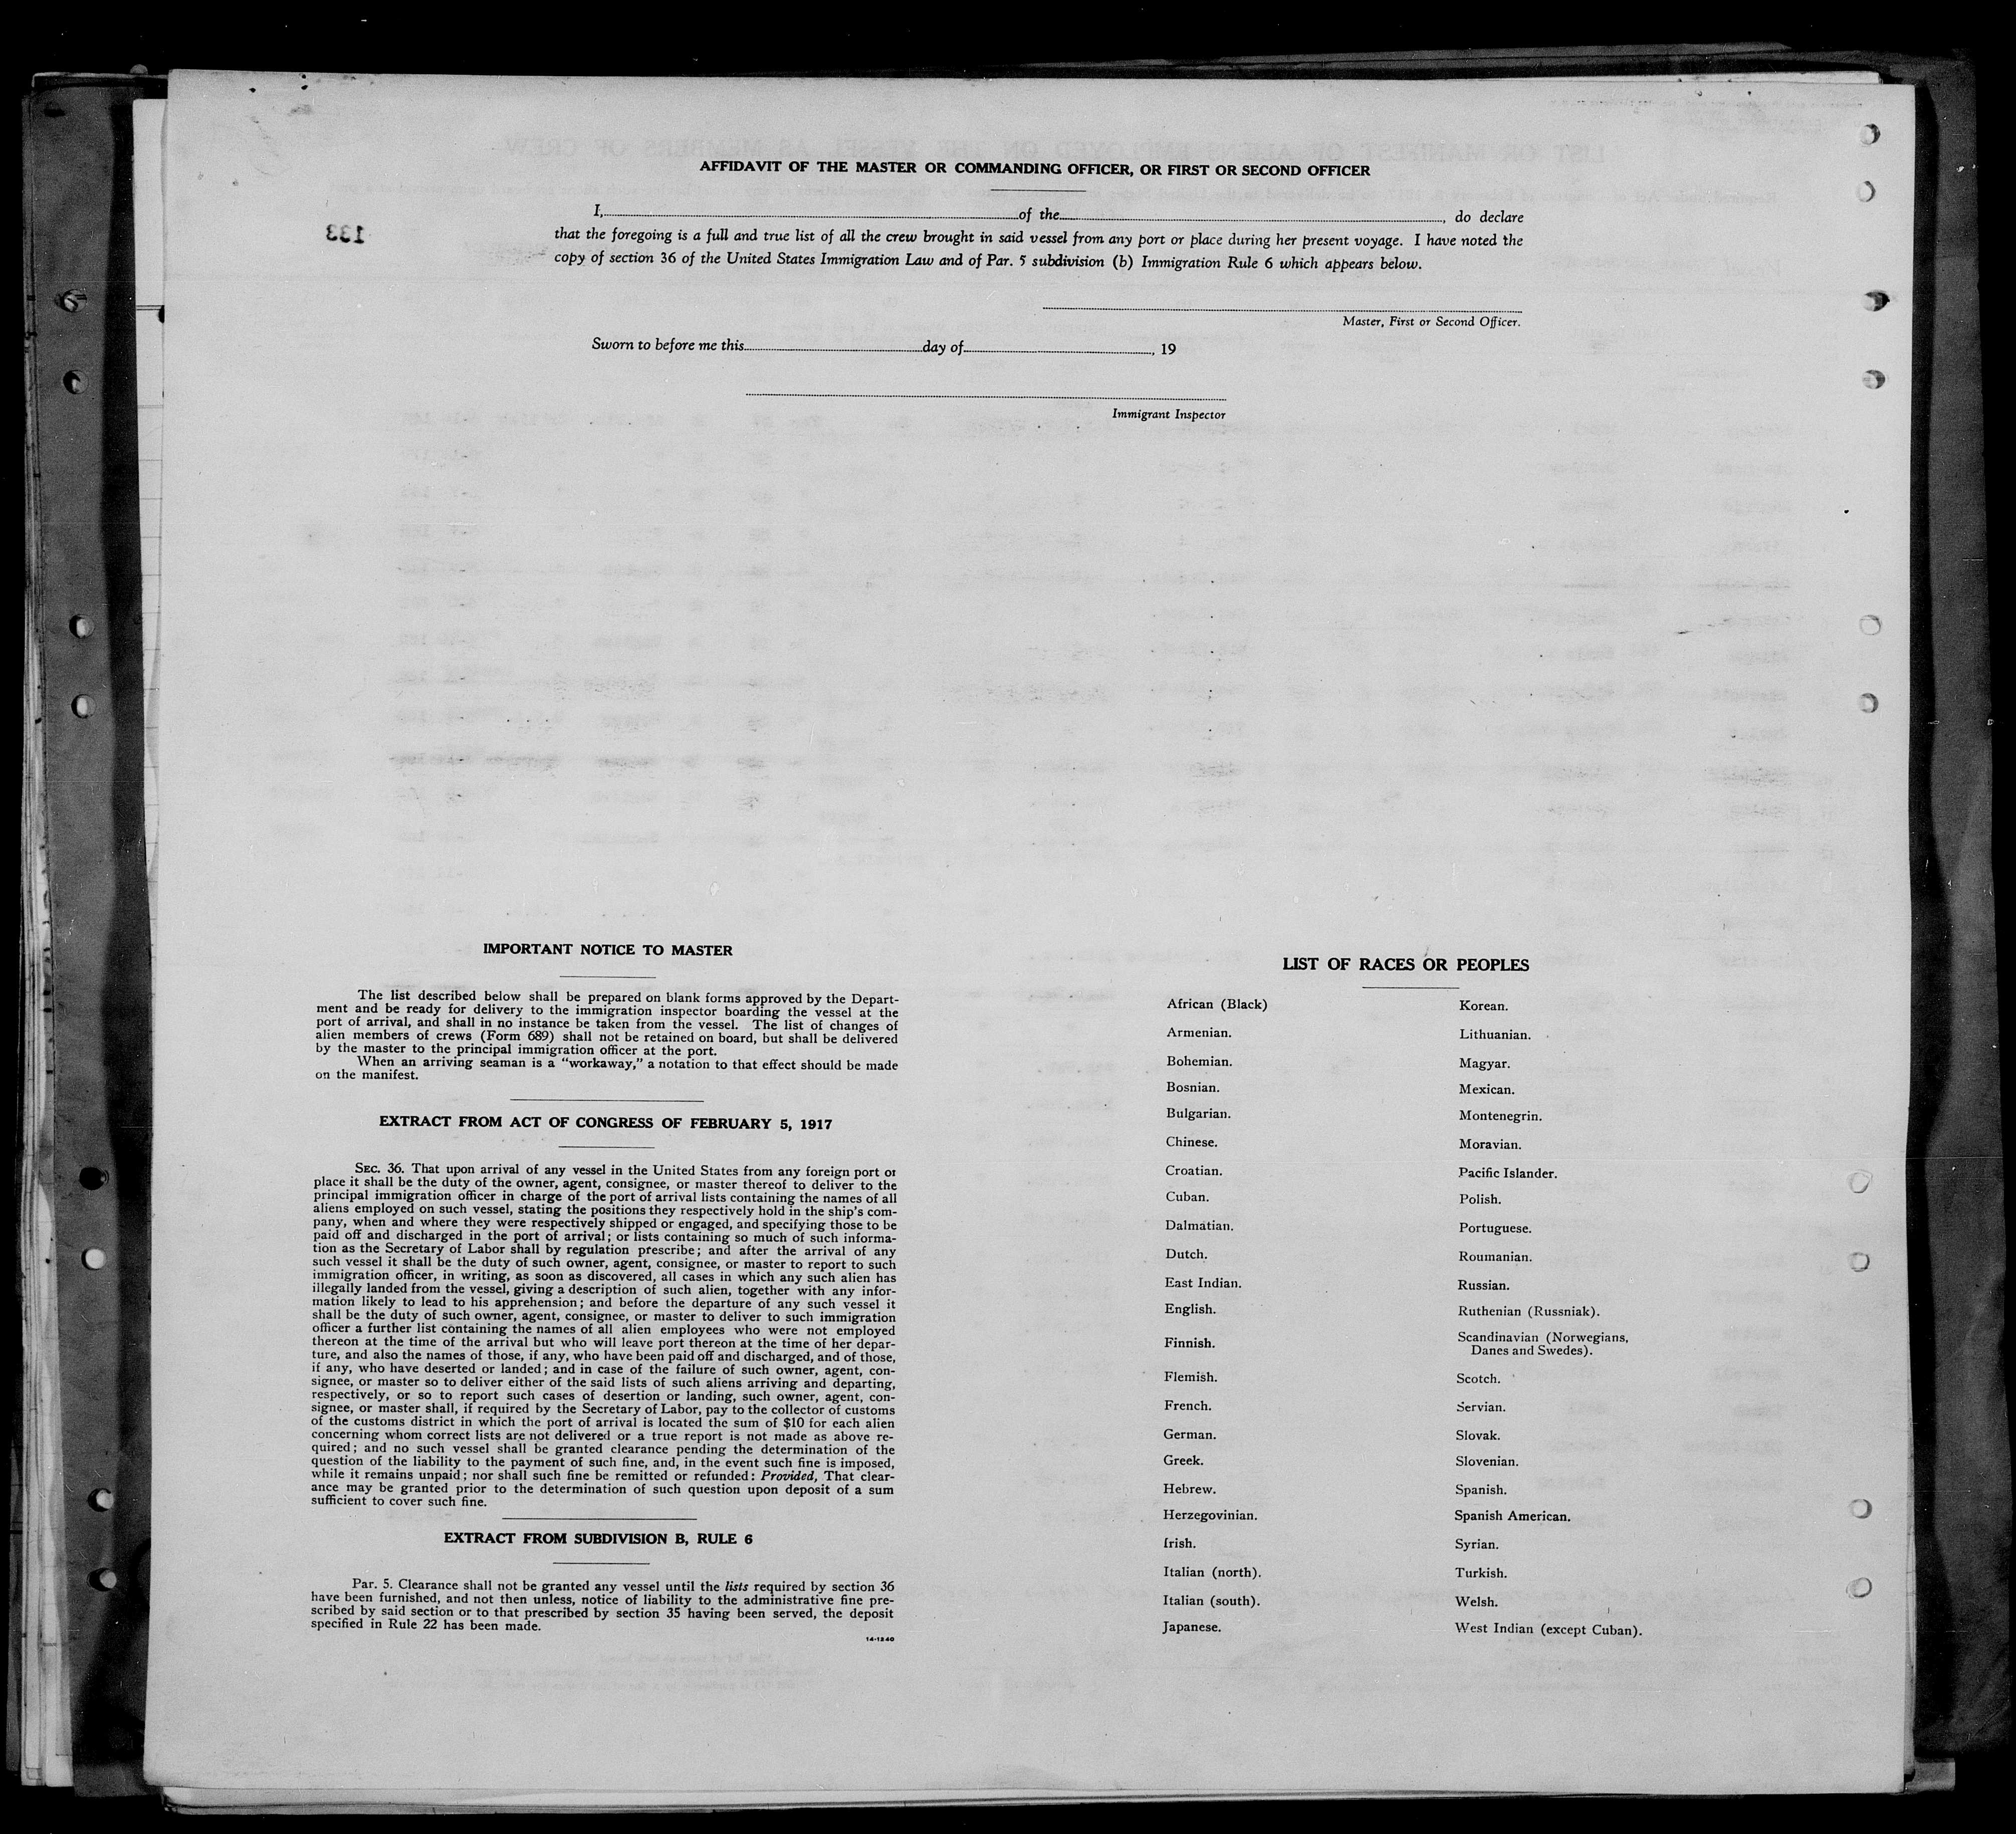 AFFIDAVIT OF THE MASTER OR COMMANDING OFFICER, OR FIRST OR SECOND OFFICER
I, of the , do declare
133
that the foregoing is a full and true list of all the crew brought in said vessel from any port or place during her present voyage. I have noted the
copy of section 36 of the United States Immigration Law and of Par. 5 subdivision (b) Immigration Rule 6 which appears below.
Master, First or Second Officer.
Sworn to before me this day of , 19
Immigrant Inspector
IMPORTANT NOTICE TO MASTER
The list described below shall be prepared on blank forms approved by the Depart-
ment and be ready for delivery to the immigration inspector boarding the vessel at the
port of arrival, and shall in no instance be taken from the vessel. The list of changes of
alien members of crews (Form 689) shall not be retained on board, but shall be delivered
by the master to the principal immigration officer at the port.
When an arriving seaman is a “workaway,” a notation to that effect should be made
on the manifest.
EXTRACT FROM ACT OF CONGRESS OF FEBRUARY 5, 1917
SEC. 36. That upon arrival of any vessel in the United States from any foreign port or
place it shall be the duty of the owner, agent, consignee, or master thereof to deliver to the
principal immigration officer in charge of the port of arrival lists containing the names of all
aliens employed on such vessel, stating the positions they respectively hold in the ship’s com-
pany, when and where they were respectively shipped or engaged, and specifying those to be
paid off and discharged in the port of arrival; or lists containing so much of such informa-
tion as the Secretary of Labor shall by regulation prescribe; and after the arrival of any
such vessel it shall be the duty of such owner, agent, consignee, or master to report to such
immigration officer, in writing, as soon as discovered, all cases in which any such alien has
illegally landed from the vessel, giving a description of such alien, together with any infor-
mation likely to lead to his apprehension; and before the departure of any such vessel it
shall be the duty of such owner, agent, consignee, or master to deliver to such immigration
officer a further list containing the names of all alien employees who were not employed
thereon at the time of the arrival but who will leave port thereon at the time of her depar-
ture, and also the names of those, if any, who have been paid off and discharged, and of those,
if any, who have deserted or landed; and in case of the failure of such owner, agent, con-
signee, or master so to deliver either of the said lists of such aliens arriving and departing,
respectively, or so to report such cases of desertion or landing, such owner, agent, con-
signee, or master shall, if required by the Secretary of Labor, pay to the collector of customs
of the customs district in which the port of arrival is located the sum of $10 for each alien
concerning whom correct lists are not delivered or a true report is not made as above re-
quired; and no such vessel shall be granted clearance pending the determination of the
question of the liability to the payment of such fine, and, in the event such fine is imposed,
while it remains unpaid; nor shall such fine be remitted or refunded: Provided, That clear-
ance may be granted prior to the determination of such question upon deposit of a sum
sufficient to cover such fine.
EXTRACT FROM SUBDIVISION B, RULE 6
Par. 5. Clearance shall not be granted any vessel until the lists required by section 36
have been furnished, and not then unless, notice of liability to the administrative fine pre-
scribed by said section or to that prescribed by section 35 having been served, the deposit
specified in Rule 22 has been made.
14-1240
LIST OF RACES OR PEOPLES
African (Black)
Armenian.
Bohemian.
Bosnian.
Bulgarian.
Chinese.
Croatian.
Cuban.
Dalmatian.
Dutch.
East Indian.
English.
Finnish.
Flemish.
French.
German.
Greek.
Hebrew.
Herzegovinian.
Irish.
Italian (north).
Italian (south).
Japanese.
Korean.
Lithuanian.
Magyar.
Mexican.
Montenegrin.
Moravian.
Pacific Islander.
Polish.
Portuguese.
Roumanian.
Russian.
Ruthenian (Russniak).
Scandinavian (Norwegians,
Danes and Swedes).
Scotch.
Servian.
Slovak.
Slovenian.
Spanish.
Spanish American.
Syrian.
Turkish.
Welsh.
West Indian (except Cuban).